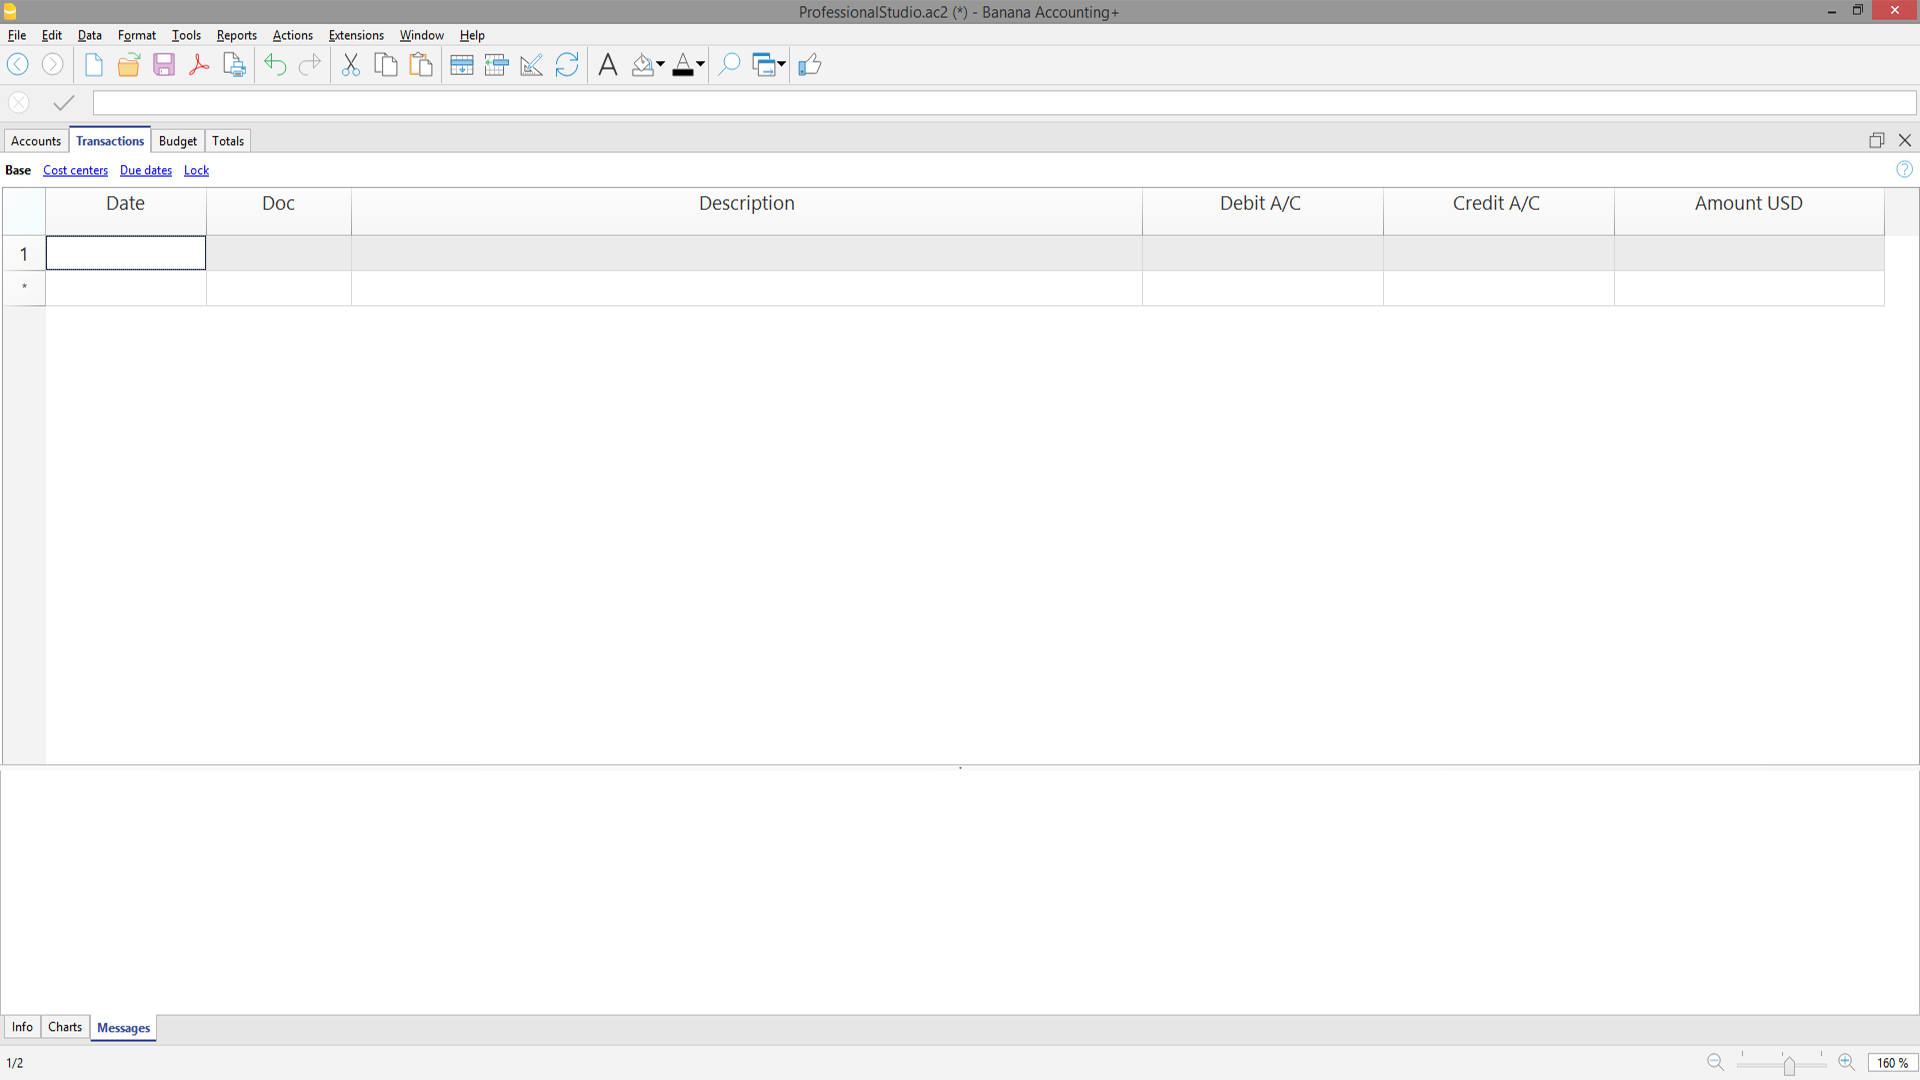 ProfessionalStudio.ac2 (*) - Banana Accounting+
File Edit Data Format Tools Reports Actions Extensions Window Help
Accounts Transactions Budget Totals
Base Cost centers Due dates Lock
Date Doc Description Debit A/C Credit A/C Amount USD
1
*
Info Charts Messages
1/2 160 %